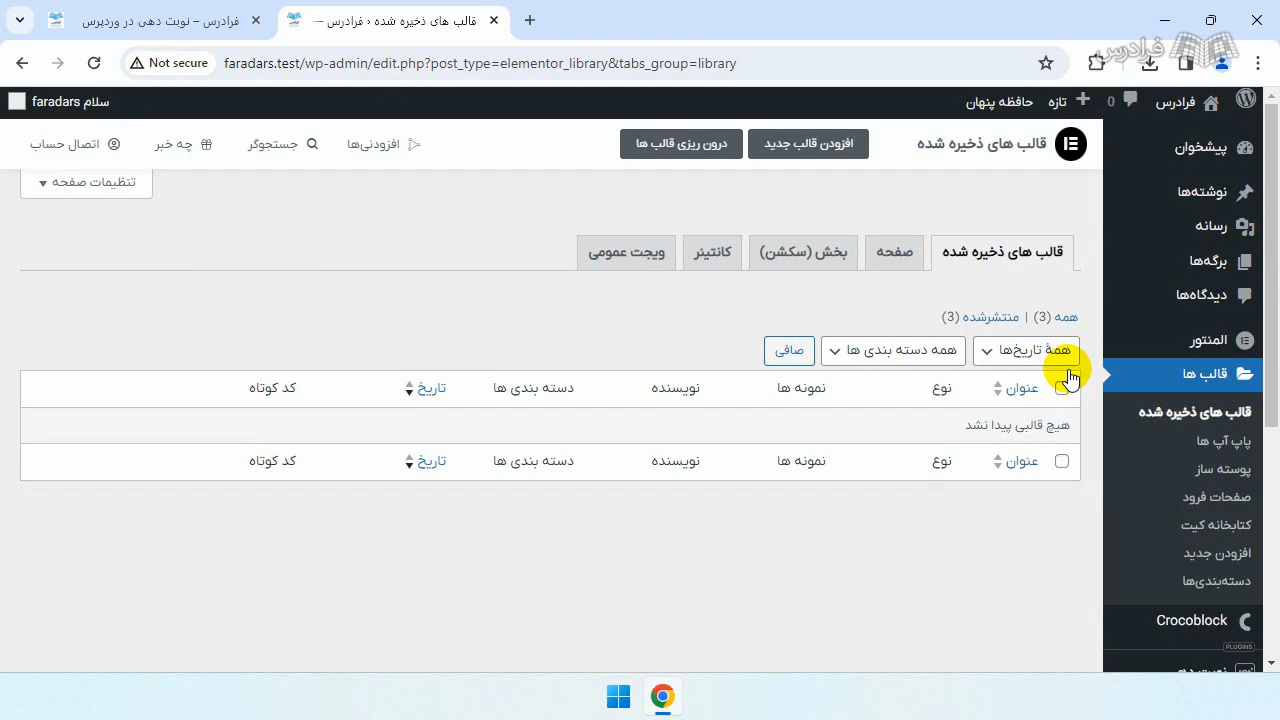 فرادرس – نوبت دهی در وردپرس
قالب های ذخیره شده ‹ فرادرس —
Not secure
faradars.test/wp-admin/edit.php?post_type=elementor_library&tabs_group=library
فرادرس
فرادرس
0
تازه
حافظه پنهان
سلام faradars
قالب های ذخیره شده
افزودن قالب جدید
درون ریزی قالب ها
افزودنی‌ها
جستجوگر
چه خبر
اتصال حساب
تنظیمات صفحه
قالب های ذخیره شده
صفحه
بخش (سکشن)
کانتینر
ویجت عمومی
همه (3) | منتشرشده (3)
همهٔ تاریخ‌ها
همه دسته بندی ها
صافی
عنوان نوع نمونه ها نویسنده دسته بندی ها تاریخ کد کوتاه
هیچ قالبی پیدا نشد
عنوان نوع نمونه ها نویسنده دسته بندی ها تاریخ کد کوتاه
پیشخوان
نوشته‌ها
رسانه
برگه‌ها
دیدگاه‌ها
المنتور
قالب ها
قالب های ذخیره شده
پاپ آپ ها
پوسته ساز
صفحات فرود
کتابخانه کیت
افزودن جدید
دسته‌بندی‌ها
Crocoblock
PLUGINS